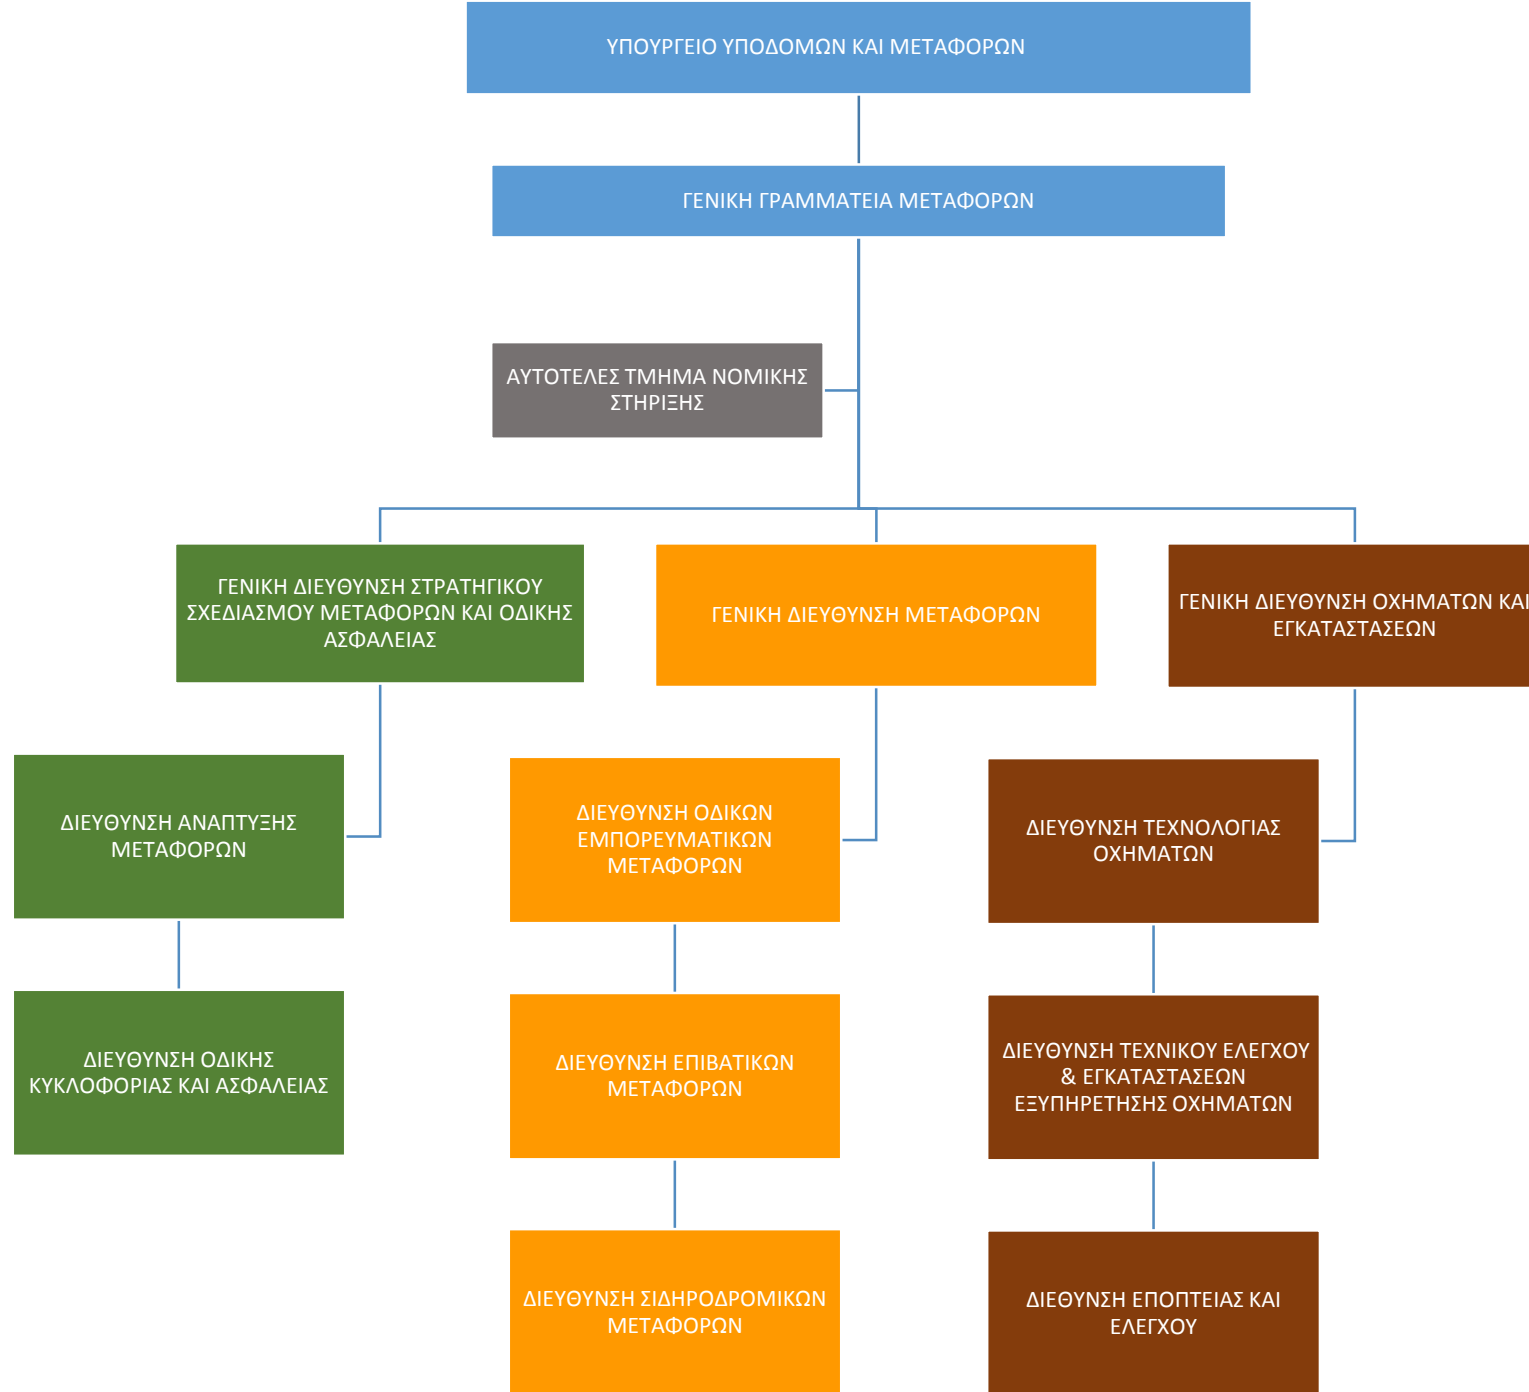 ΥΠΟΥΡΓΕΙΟ ΥΠΟΔΟΜΩΝ ΚΑΙ ΜΕΤΑΦΟΡΩΝ
ΓΕΝΙΚΗ ΓΡΑΜΜΑΤΕΙΑ ΜΕΤΑΦΟΡΩΝ
ΑΥΤΟΤΕΛΕΣ ΤΜΗΜΑ ΝΟΜΙΚΗΣ
ΣΤΗΡΙΞΗΣ
ΓΕΝΙΚΗ ΔΙΕΥΘΥΝΣΗ ΣΤΡΑΤΗΓΙΚΟΥ
ΣΧΕΔΙΑΣΜΟΥ ΜΕΤΑΦΟΡΩΝ ΚΑΙ ΟΔΙΚΗΣ
ΑΣΦΑΛΕΙΑΣ
ΓΕΝΙΚΗ ΔΙΕΥΘΥΝΣΗ ΜΕΤΑΦΟΡΩΝ
ΓΕΝΙΚΗ ΔΙΕΥΘΥΝΣΗ ΟΧΗΜΑΤΩΝ ΚΑΙ
ΕΓΚΑΤΑΣΤΑΣΕΩΝ
ΔΙΕΥΘΥΝΣΗ ΑΝΑΠΤΥΞΗΣ
ΜΕΤΑΦΟΡΩΝ
ΔΙΕΥΘΥΝΣΗ ΟΔΙΚΩΝ
ΕΜΠΟΡΕΥΜΑΤΙΚΩΝ
ΜΕΤΑΦΟΡΩΝ
ΔΙΕΥΘΥΝΣΗ ΤΕΧΝΟΛΟΓΙΑΣ
ΟΧΗΜΑΤΩΝ
ΔΙΕΥΘΥΝΣΗ ΟΔΙΚΗΣ
ΚΥΚΛΟΦΟΡΙΑΣ ΚΑΙ ΑΣΦΑΛΕΙΑΣ
ΔΙΕΥΘΥΝΣΗ ΕΠΙΒΑΤΙΚΩΝ
ΜΕΤΑΦΟΡΩΝ
ΔΙΕΥΘΥΝΣΗ ΤΕΧΝΙΚΟΥ ΕΛΕΓΧΟΥ
& ΕΓΚΑΤΑΣΤΑΣΕΩΝ
ΕΞΥΠΗΡΕΤΗΣΗΣ ΟΧΗΜΑΤΩΝ
ΔΙΕΥΘΥΝΣΗ ΣΙΔΗΡΟΔΡΟΜΙΚΩΝ
ΜΕΤΑΦΟΡΩΝ
ΔΙΕΘΥΝΣΗ ΕΠΟΠΤΕΙΑΣ ΚΑΙ
ΕΛΕΓΧΟΥ